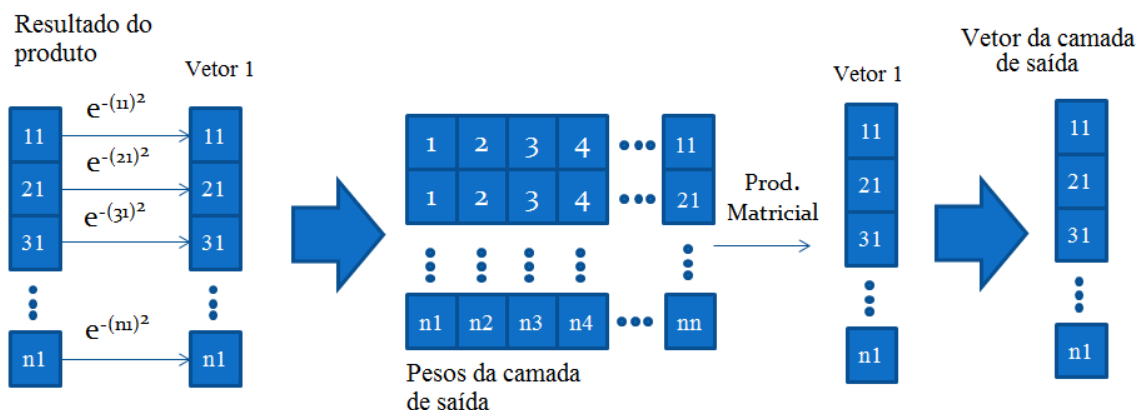 Resultado do
produto
Vetor 1
11
21
31
n1
e-(11)²
e-(21)²
e-(31)²
e-(n1)²
11
21
31
n1
1 2 3 4 11
1 2 3 4 21
n1 n2 n3 n4 nn
Pesos da camada
de saída
Prod.
Matricial
Vetor 1
11
21
31
n1
Vetor da camada
de saída
11
21
31
n1